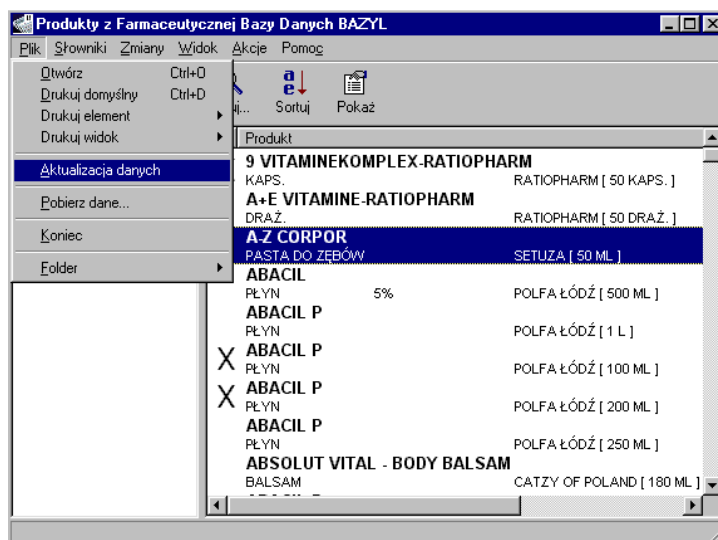 Produkty z Farmaceutycznej Bazy Danych BAZYL
Plik Słowniki Zmiany Widok Akcje Pomoc
Otwórz Ctrl+O
Drukuj domyślny Ctrl+D
Drukuj element
Drukuj widok
Aktualizacja danych
Pobierz dane...
Koniec
Folder
Sortuj Pokaż
Produkt
9 VITAMINEKOMPLEX-RATIOPHARM
KAPS. RATIOPHARM [ 50 KAPS. ]
A+E VITAMINE-RATIOPHARM
DRAŻ. RATIOPHARM [ 50 DRAŻ. ]
A-Z CORPOR
PASTA DO ZĘBÓW SETUZA [ 50 ML ]
ABACIL
PŁYN 5% POLFA ŁÓDŹ [ 500 ML ]
ABACIL P
PŁYN POLFA ŁÓDŹ [ 1 L ]
X ABACIL P
PŁYN POLFA ŁÓDŹ [ 100 ML ]
X ABACIL P
PŁYN POLFA ŁÓDŹ [ 200 ML ]
ABACIL P
PŁYN POLFA ŁÓDŹ [ 250 ML ]
ABSOLUT VITAL - BODY BALSAM
BALSAM CATZY OF POLAND [ 180 ML ]